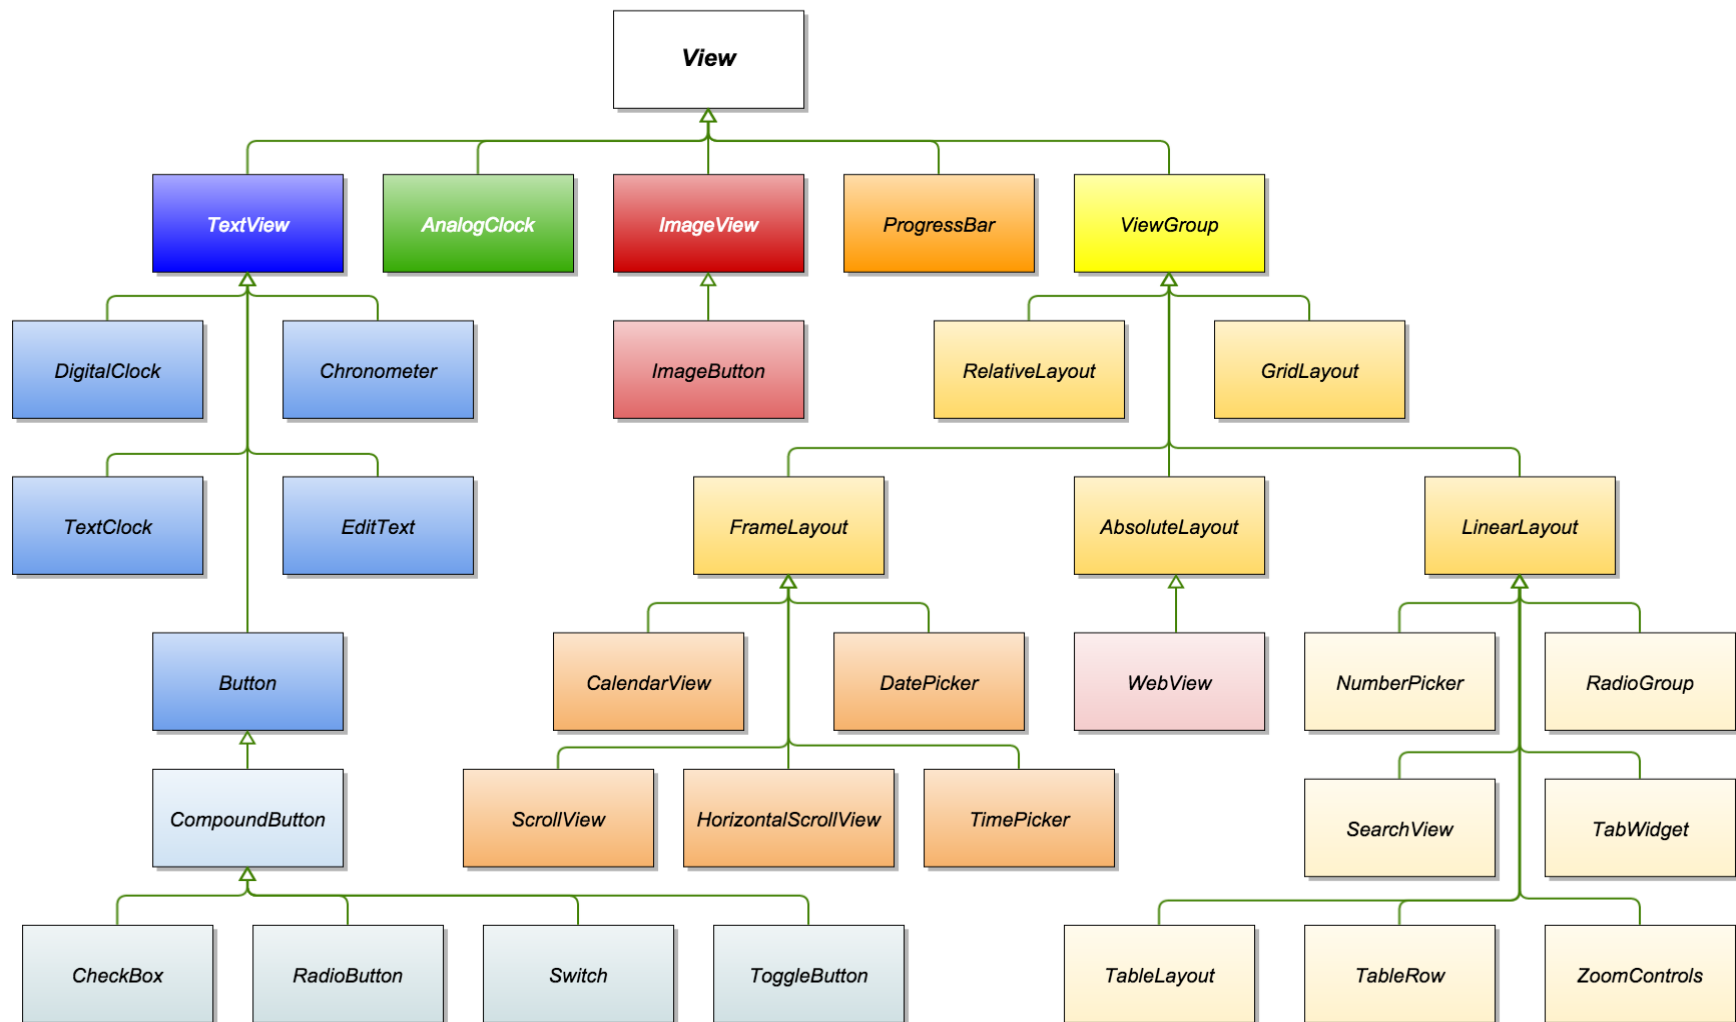 View
TextView
AnalogClock
ImageView
ProgressBar
ViewGroup
DigitalClock
Chronometer
ImageButton
RelativeLayout
GridLayout
TextClock
EditText
FrameLayout
AbsoluteLayout
LinearLayout
Button
CalendarView
DatePicker
WebView
NumberPicker
RadioGroup
CompoundButton
ScrollView
HorizontalScrollView
TimePicker
SearchView
TabWidget
CheckBox
RadioButton
Switch
ToggleButton
TableLayout
TableRow
ZoomControls